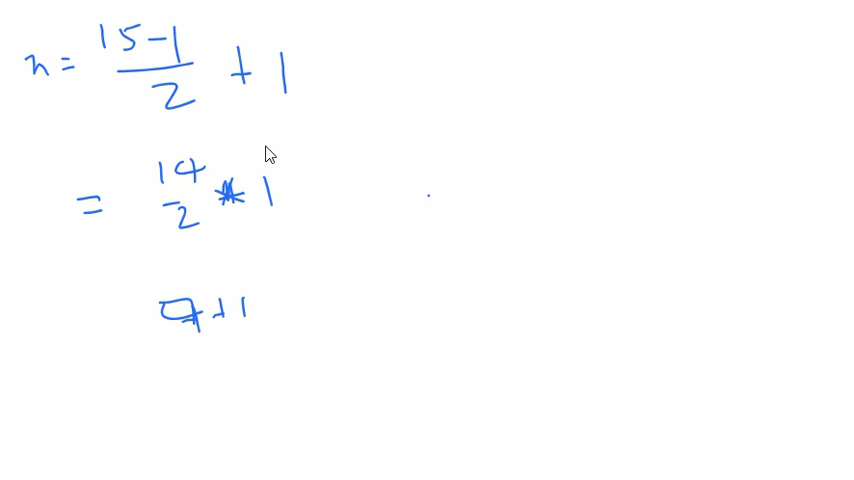 n = 15-1/2 + 1
= 14/2 * 1
7+1